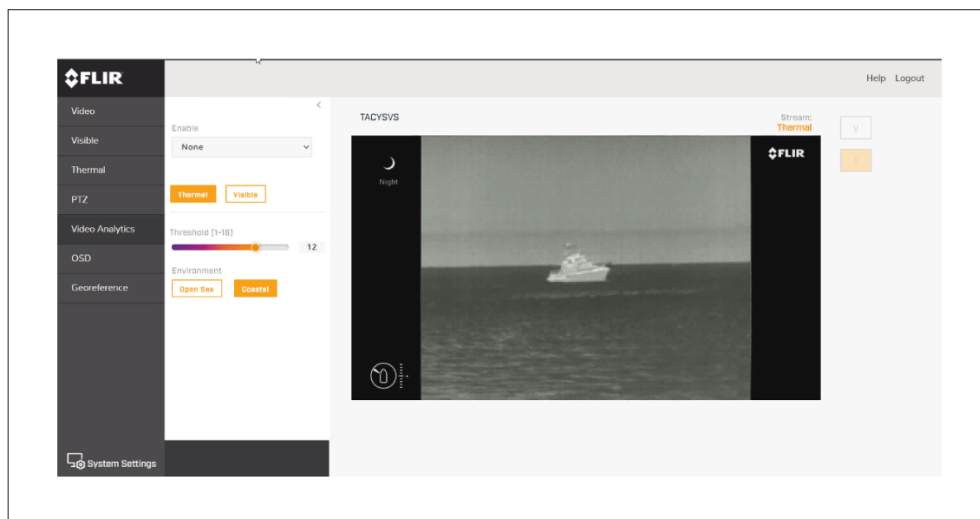 FLIR
Help Logout
Video
Visible
Thermal
PTZ
Video Analytics
OSD
Georeference
System Settings
Enable
None
Thermal Visible
Threshold [1-16]
12
Environment
Open Sea Coastal
TACYSVS
Stream:
Thermal
V
Night
FLIR